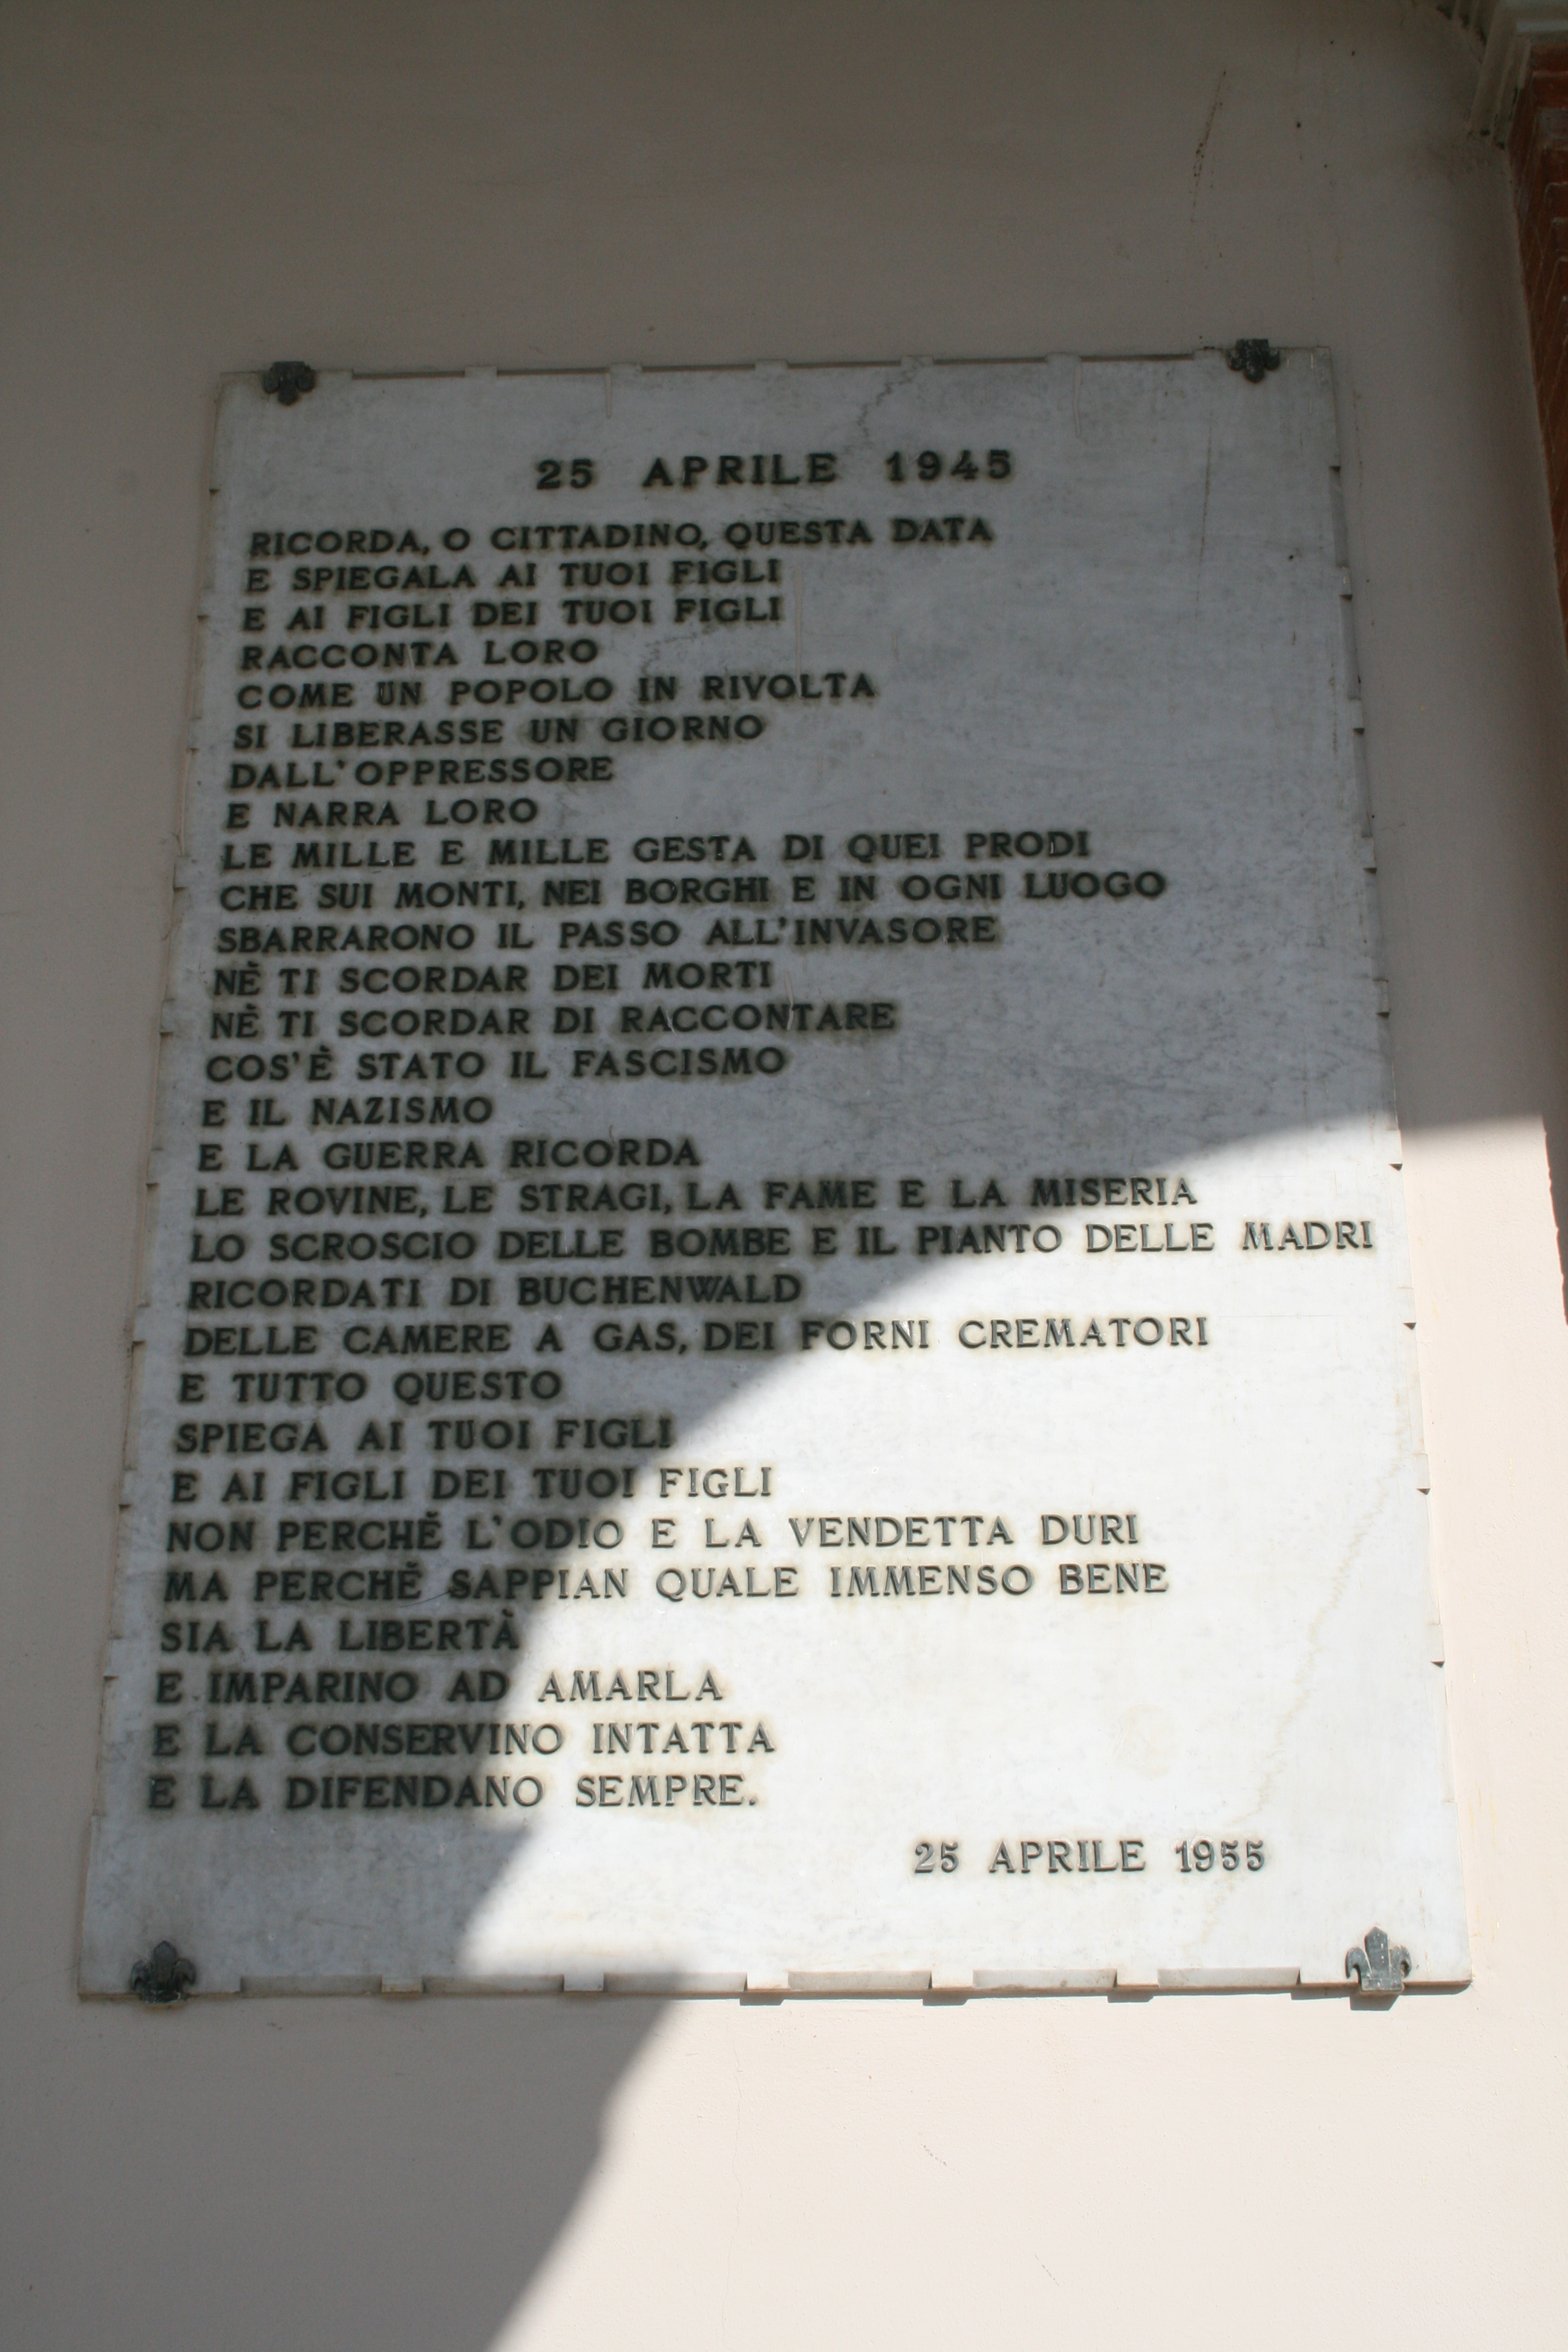 25 APRILE 1945
RICORDA, O CITTADINO, QUESTA DATA
E SPIEGALA AI TUOI FIGLI
E AI FIGLI DEI TUOI FIGLI
RACCONTA LORO
COME UN POPOLO IN RIVOLTA
SI LIBERASSE UN GIORNO
DALL'OPPRESSORE
E NARRA LORO
LE MILLE E MILLE GESTA DI QUEI PRODI
CHE SUI MONTI, NEI BORGHI E IN OGNI LUOGO
SBARRARONO IL PASSO ALL'INVASORE
NÈ TI SCORDAR DEI MORTI
NÈ TI SCORDAR DI RACCONTARE
COS'È STATO IL FASCISMO
E IL NAZISMO
E LA GUERRA RICORDA
LE ROVINE, LE STRAGI, LA FAME E LA MISERIA
LO SCROSCIO DELLE BOMBE E IL PIANTO DELLE MADRI
RICORDATI DI BUCHENWALD
DELLE CAMERE A GAS, DEI FORNI CREMATORI
E TUTTO QUESTO
SPIEGA AI TUOI FIGLI
E AI FIGLI DEI TUOI FIGLI
NON PERCHÈ L'ODIO E LA VENDETTA DURI
MA PERCHÈ SAPPIAN QUALE IMMENSO BENE
SIA LA LIBERTÀ
E IMPARINO AD AMARLA
E LA CONSERVINO INTATTA
E LA DIFENDANO SEMPRE.
25 APRILE 1955